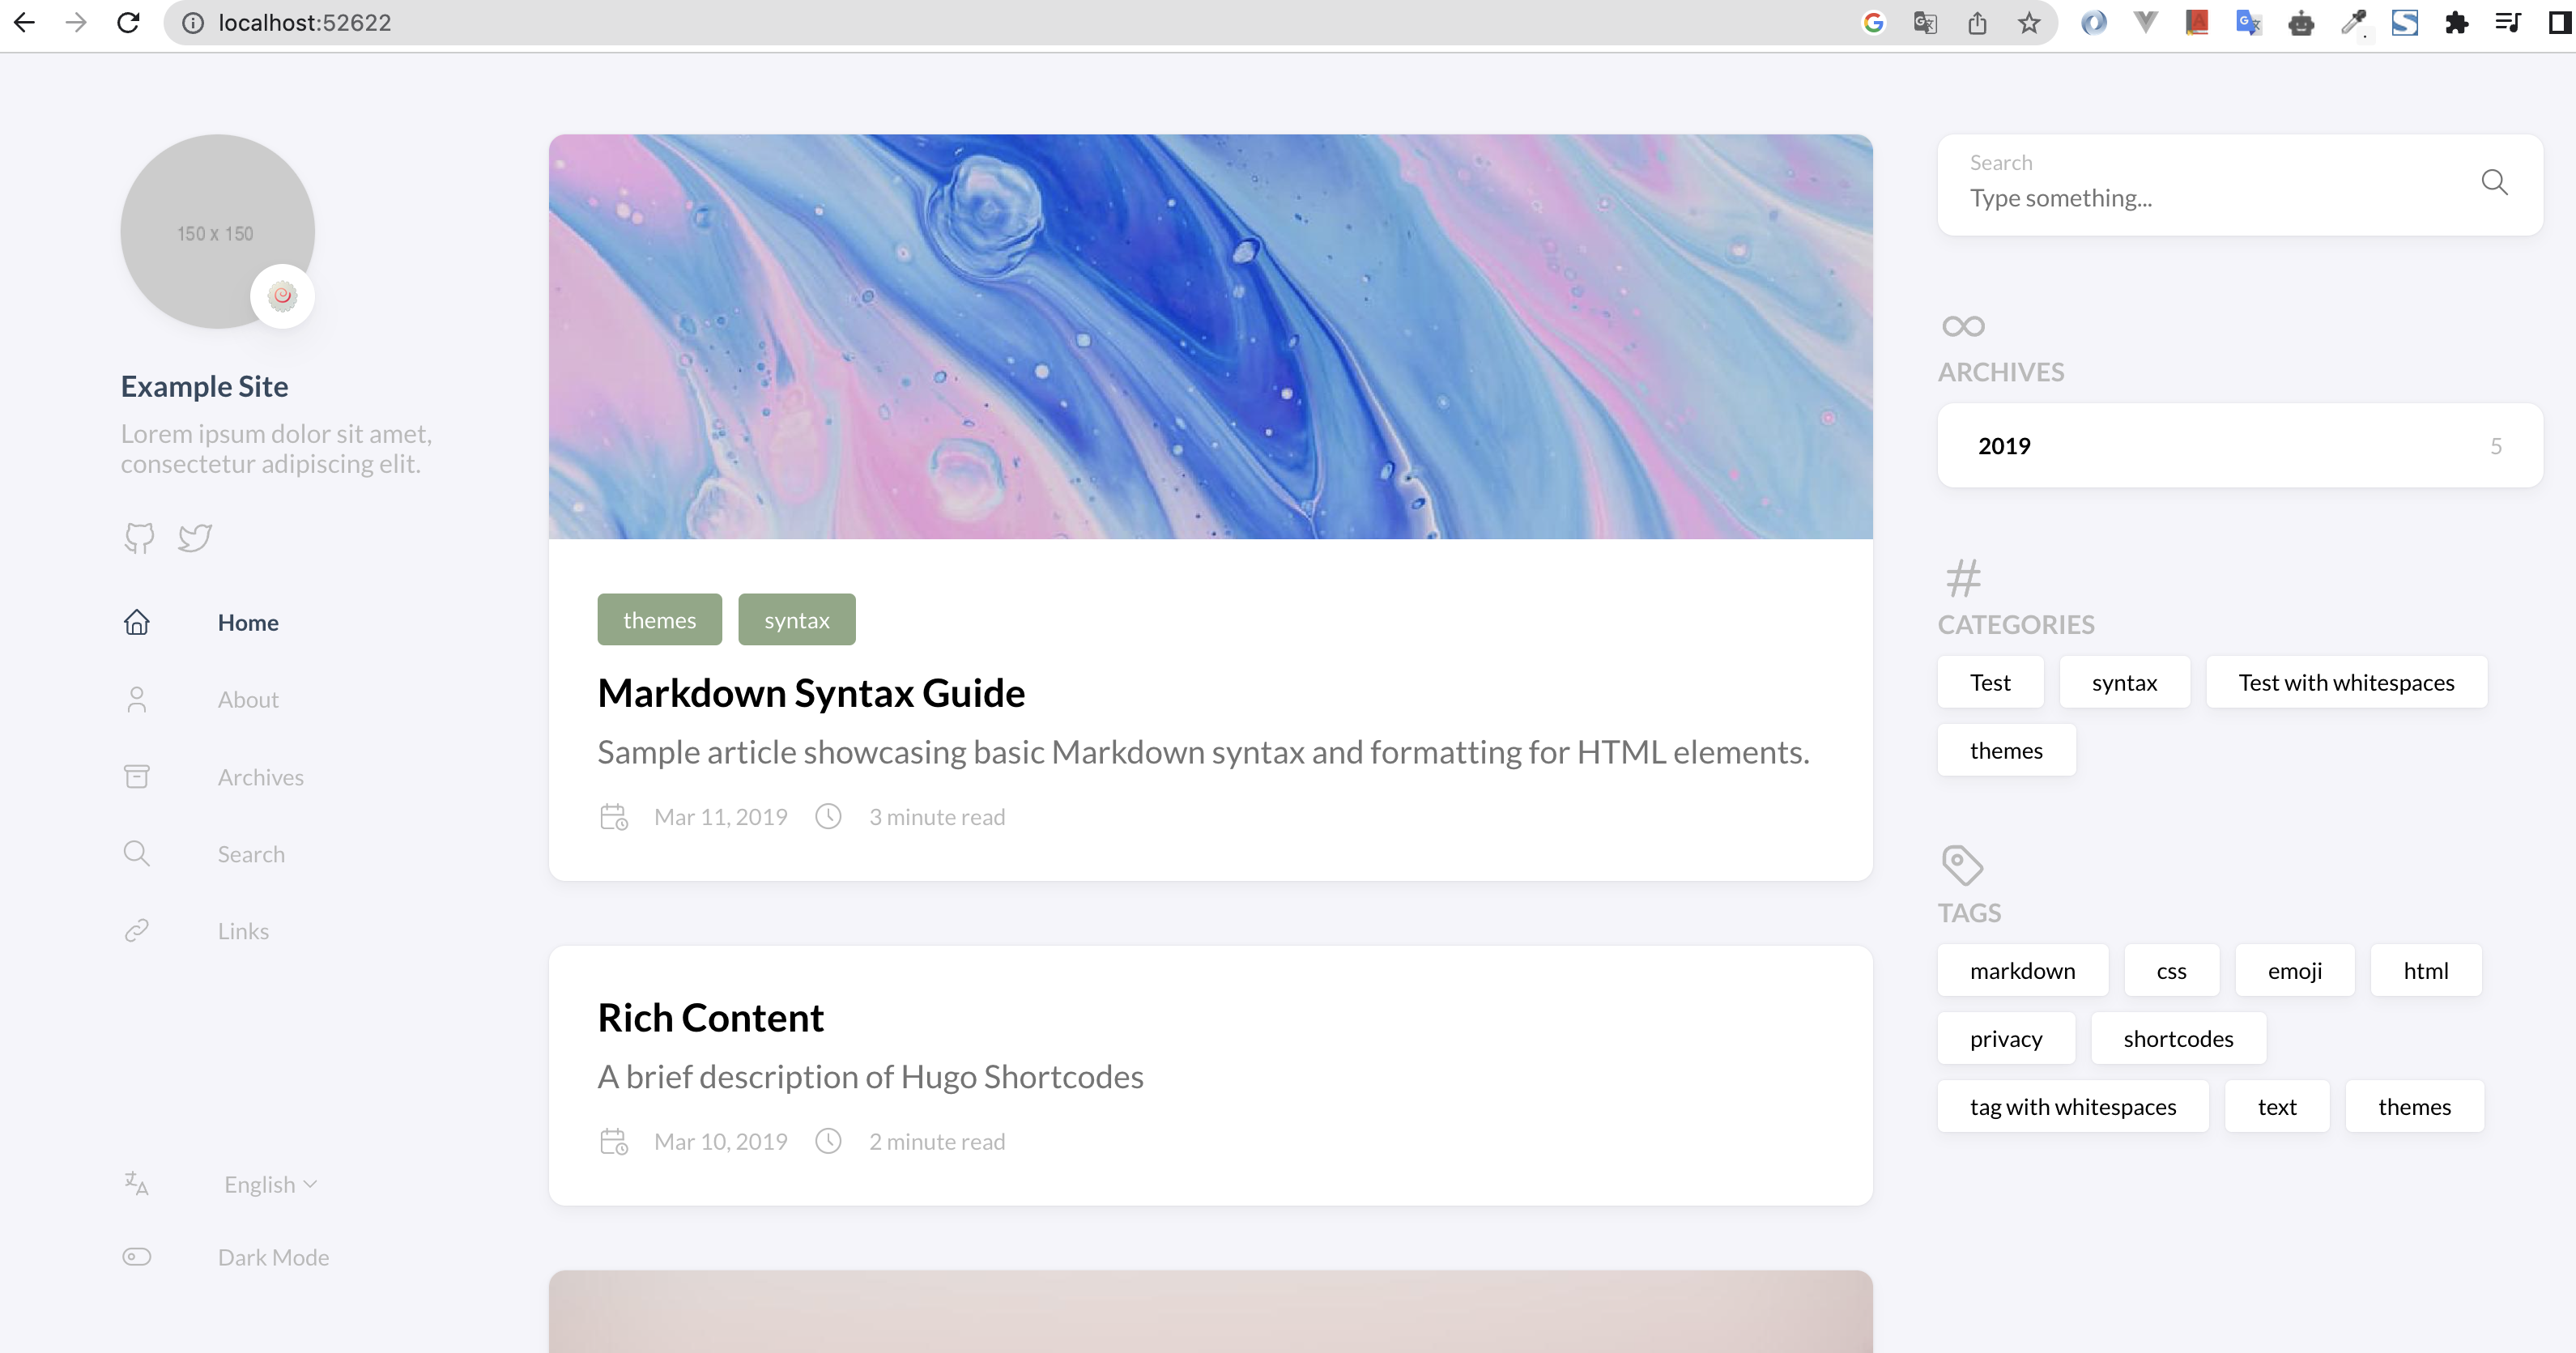 localhost:52622
150 x 150
Example Site
Lorem ipsum dolor sit amet,
consectetur adipiscing elit.
Home
About
Archives
Search
Links
English
Dark Mode
themes syntax
Markdown Syntax Guide
Sample article showcasing basic Markdown syntax and formatting for HTML elements.
Mar 11, 2019 3 minute read
Rich Content
A brief description of Hugo Shortcodes
Mar 10, 2019 2 minute read
Search
Type something...
ARCHIVES
2019 5
CATEGORIES
Test syntax Test with whitespaces
themes
TAGS
markdown css emoji html
privacy shortcodes
tag with whitespaces text themes